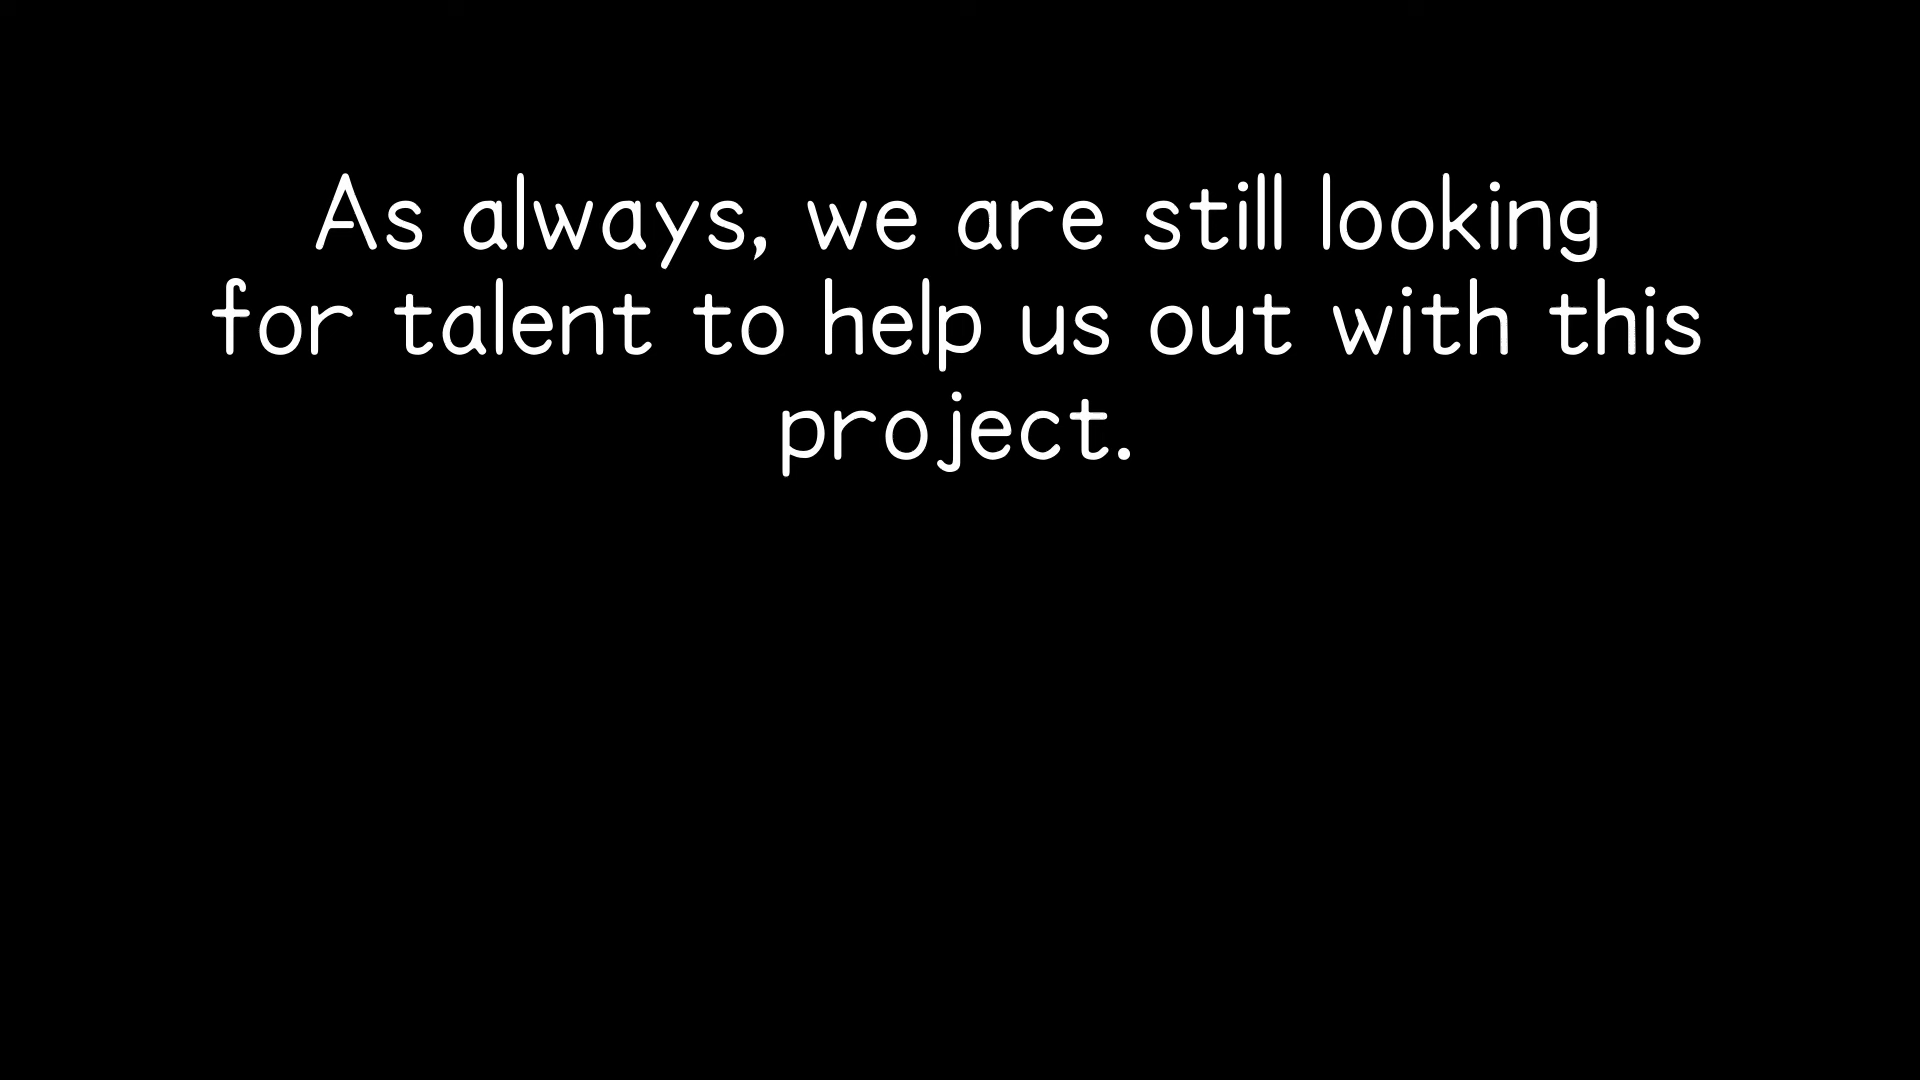 As always, we are still looking
for talent to help us out with this
project.